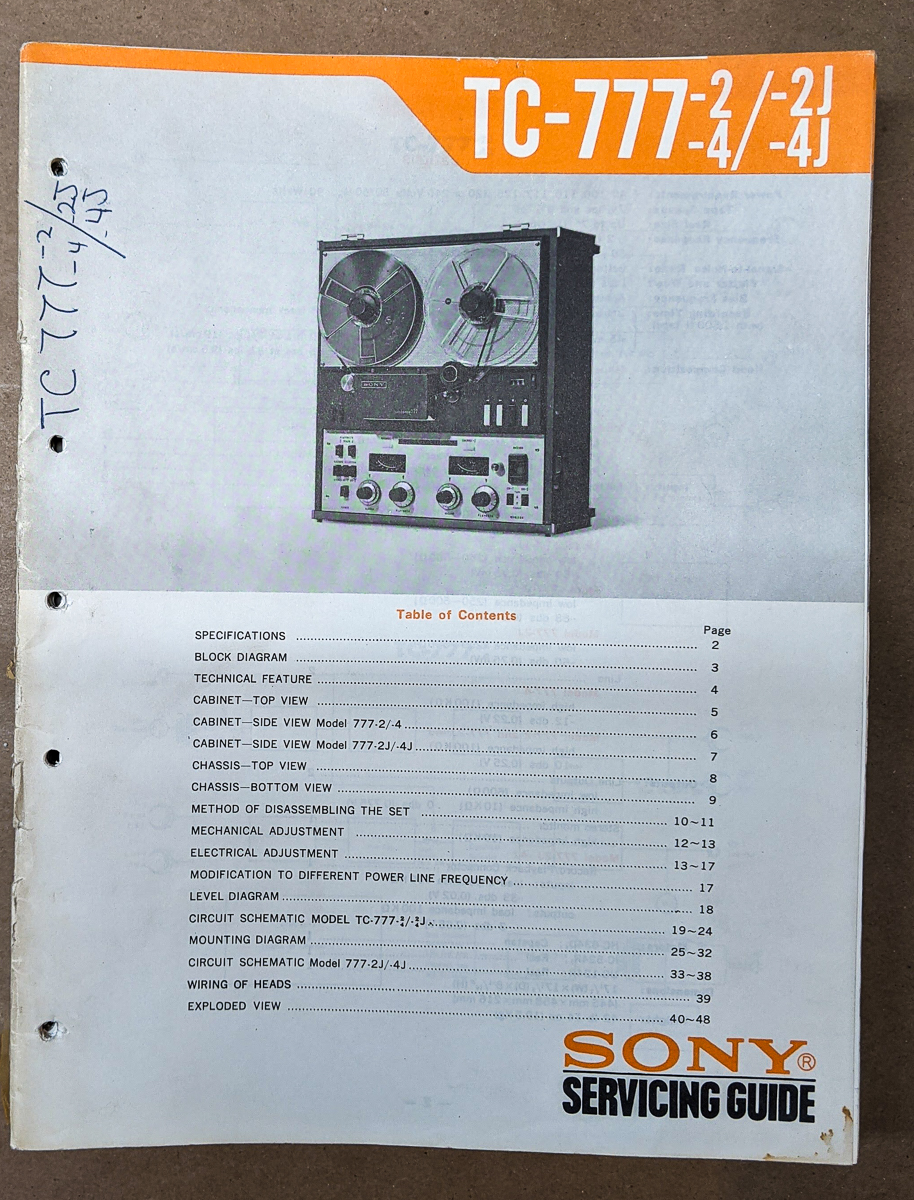 TC-777-2/-2J
-4/-4J
TC 777-2/-2J
-4/-4J
SONY
Table of Contents
Page
SPECIFICATIONS ........ 2
BLOCK DIAGRAM ........ 3
TECHNICAL FEATURE ........ 4
CABINET—TOP VIEW ........ 5
CABINET—SIDE VIEW Model 777-2/-4 ........ 6
CABINET—SIDE VIEW Model 777-2J/-4J ........ 7
CHASSIS—TOP VIEW ........ 8
CHASSIS—BOTTOM VIEW ........ 9
METHOD OF DISASSEMBLING THE SET ........ 10~11
MECHANICAL ADJUSTMENT ........ 12~13
ELECTRICAL ADJUSTMENT ........ 13~17
MODIFICATION TO DIFFERENT POWER LINE FREQUENCY ........ 17
LEVEL DIAGRAM ........ 18
CIRCUIT SCHEMATIC MODEL TC-777-2/4/-2/4J ........ 19~24
MOUNTING DIAGRAM ........ 25~32
CIRCUIT SCHEMATIC Model 777-2J/-4J ........ 33~38
WIRING OF HEADS ........ 39
EXPLODED VIEW ........ 40~48
SONY®
SERVICING GUIDE